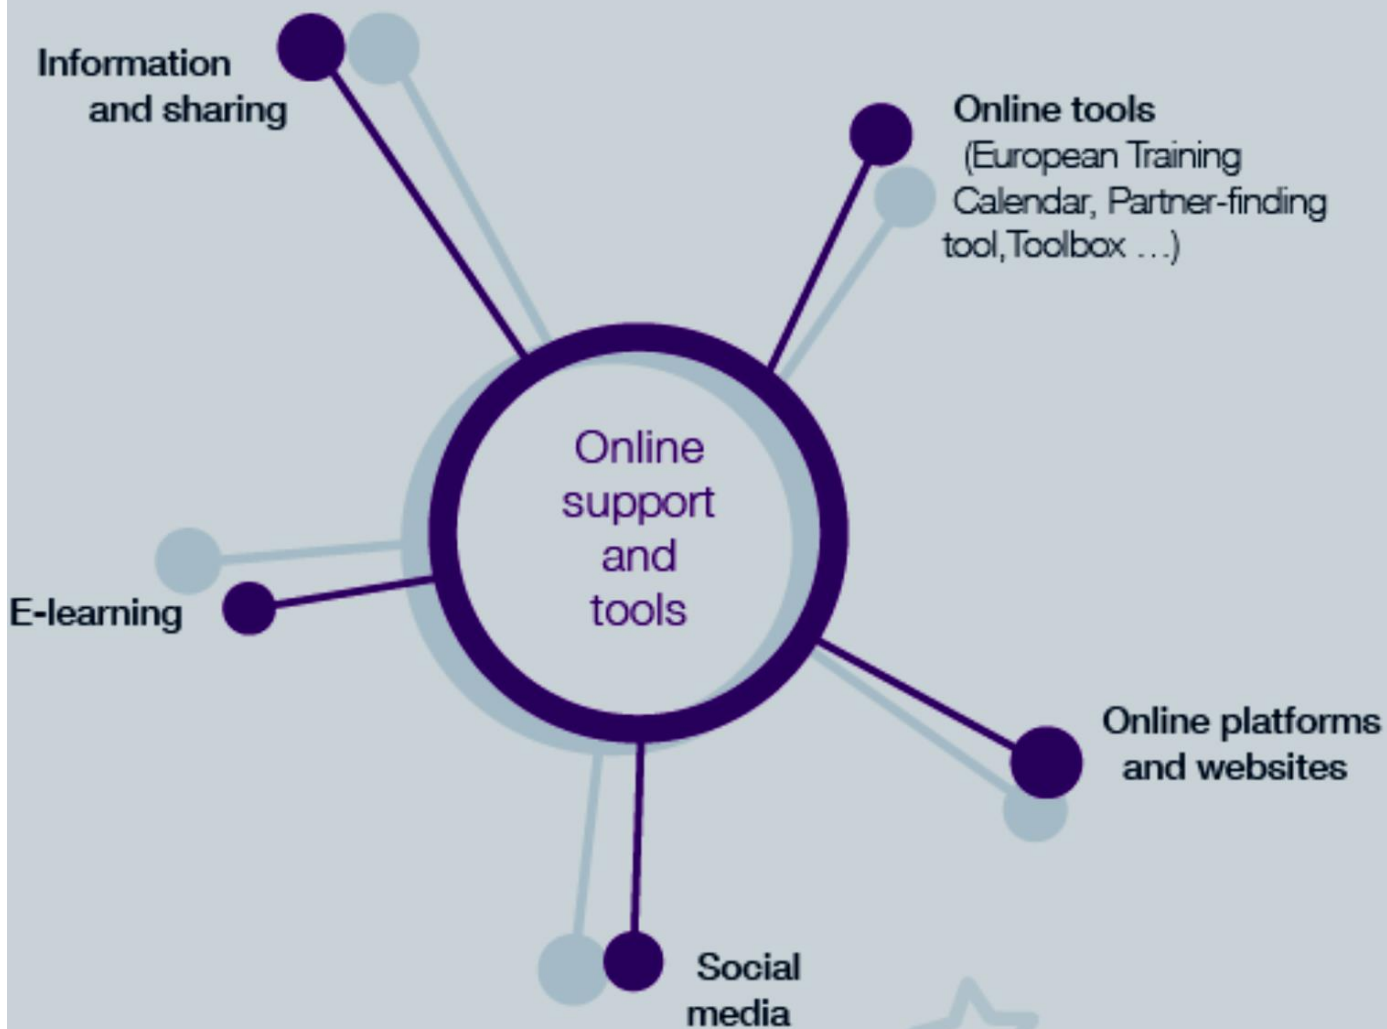 Information
and sharing
Online tools
(European Training
Calendar, Partner-finding
tool,Toolbox …)
Online
support
and
tools
E-learning
Online platforms
and websites
Social
media